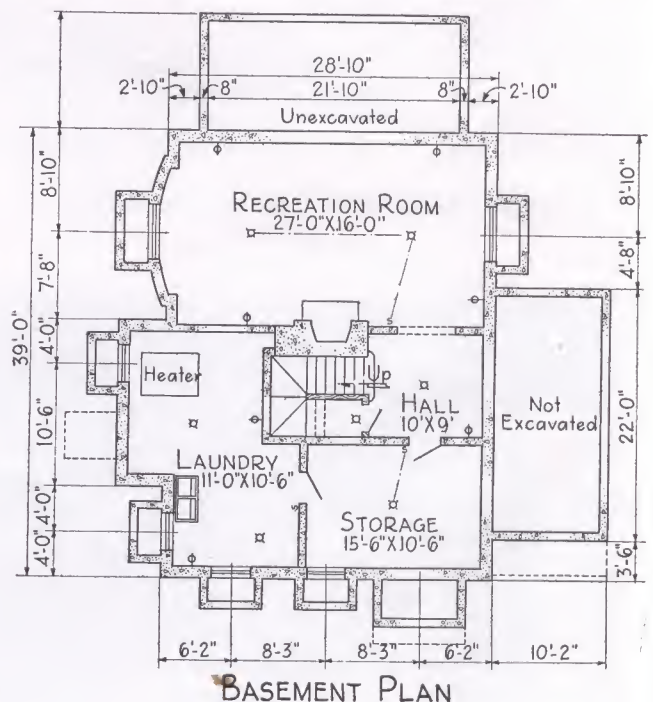 28'-10"
2'-10" 8" 21'-10" 8" 2'-10"
Unexcavated
8'-10"
7'-8"
4'-0"
10'-6"
4'-0"
4'-0"
39'-0"
RECREATION ROOM
27'-0"X16'-0"
8'-10"
4'-8"
22'-0"
3'-6"
S
Heater
Up
HALL
10'X9'
Not
Excavated
S
LAUNDRY
11'-0"X10'-6"
S
STORAGE
15'-6"X10'-6"
6'-2" 8'-3" 8'-3" 6'-2" 10'-2"
BASEMENT PLAN